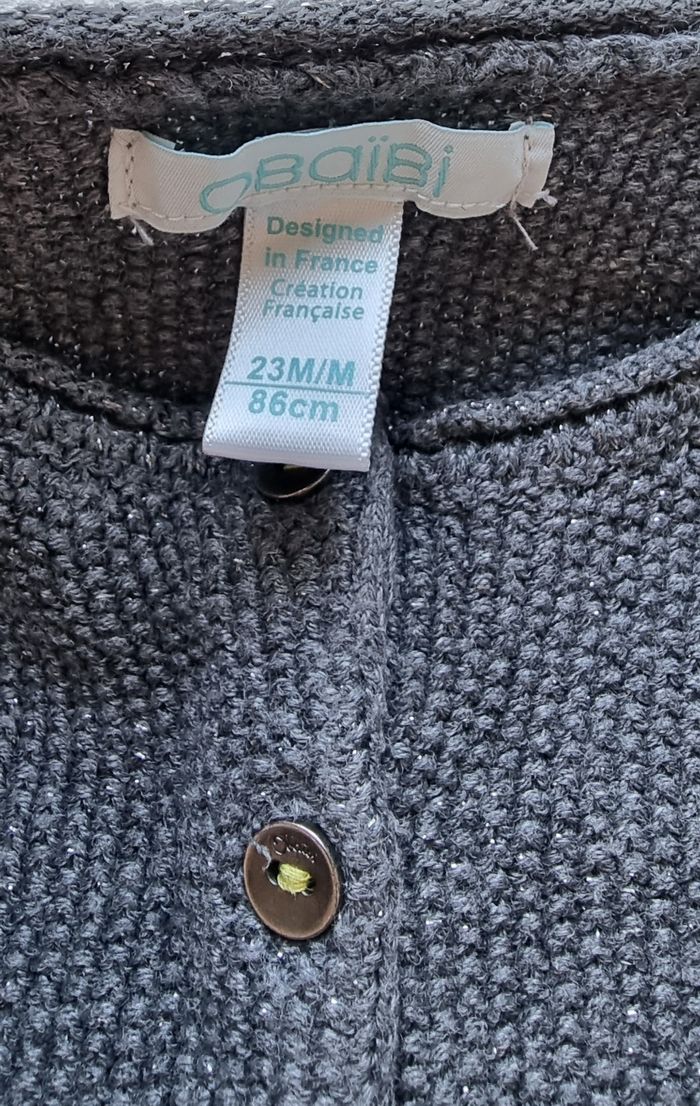 OBaïBi
Designed
in France
Création
Française
23M/M
86cm